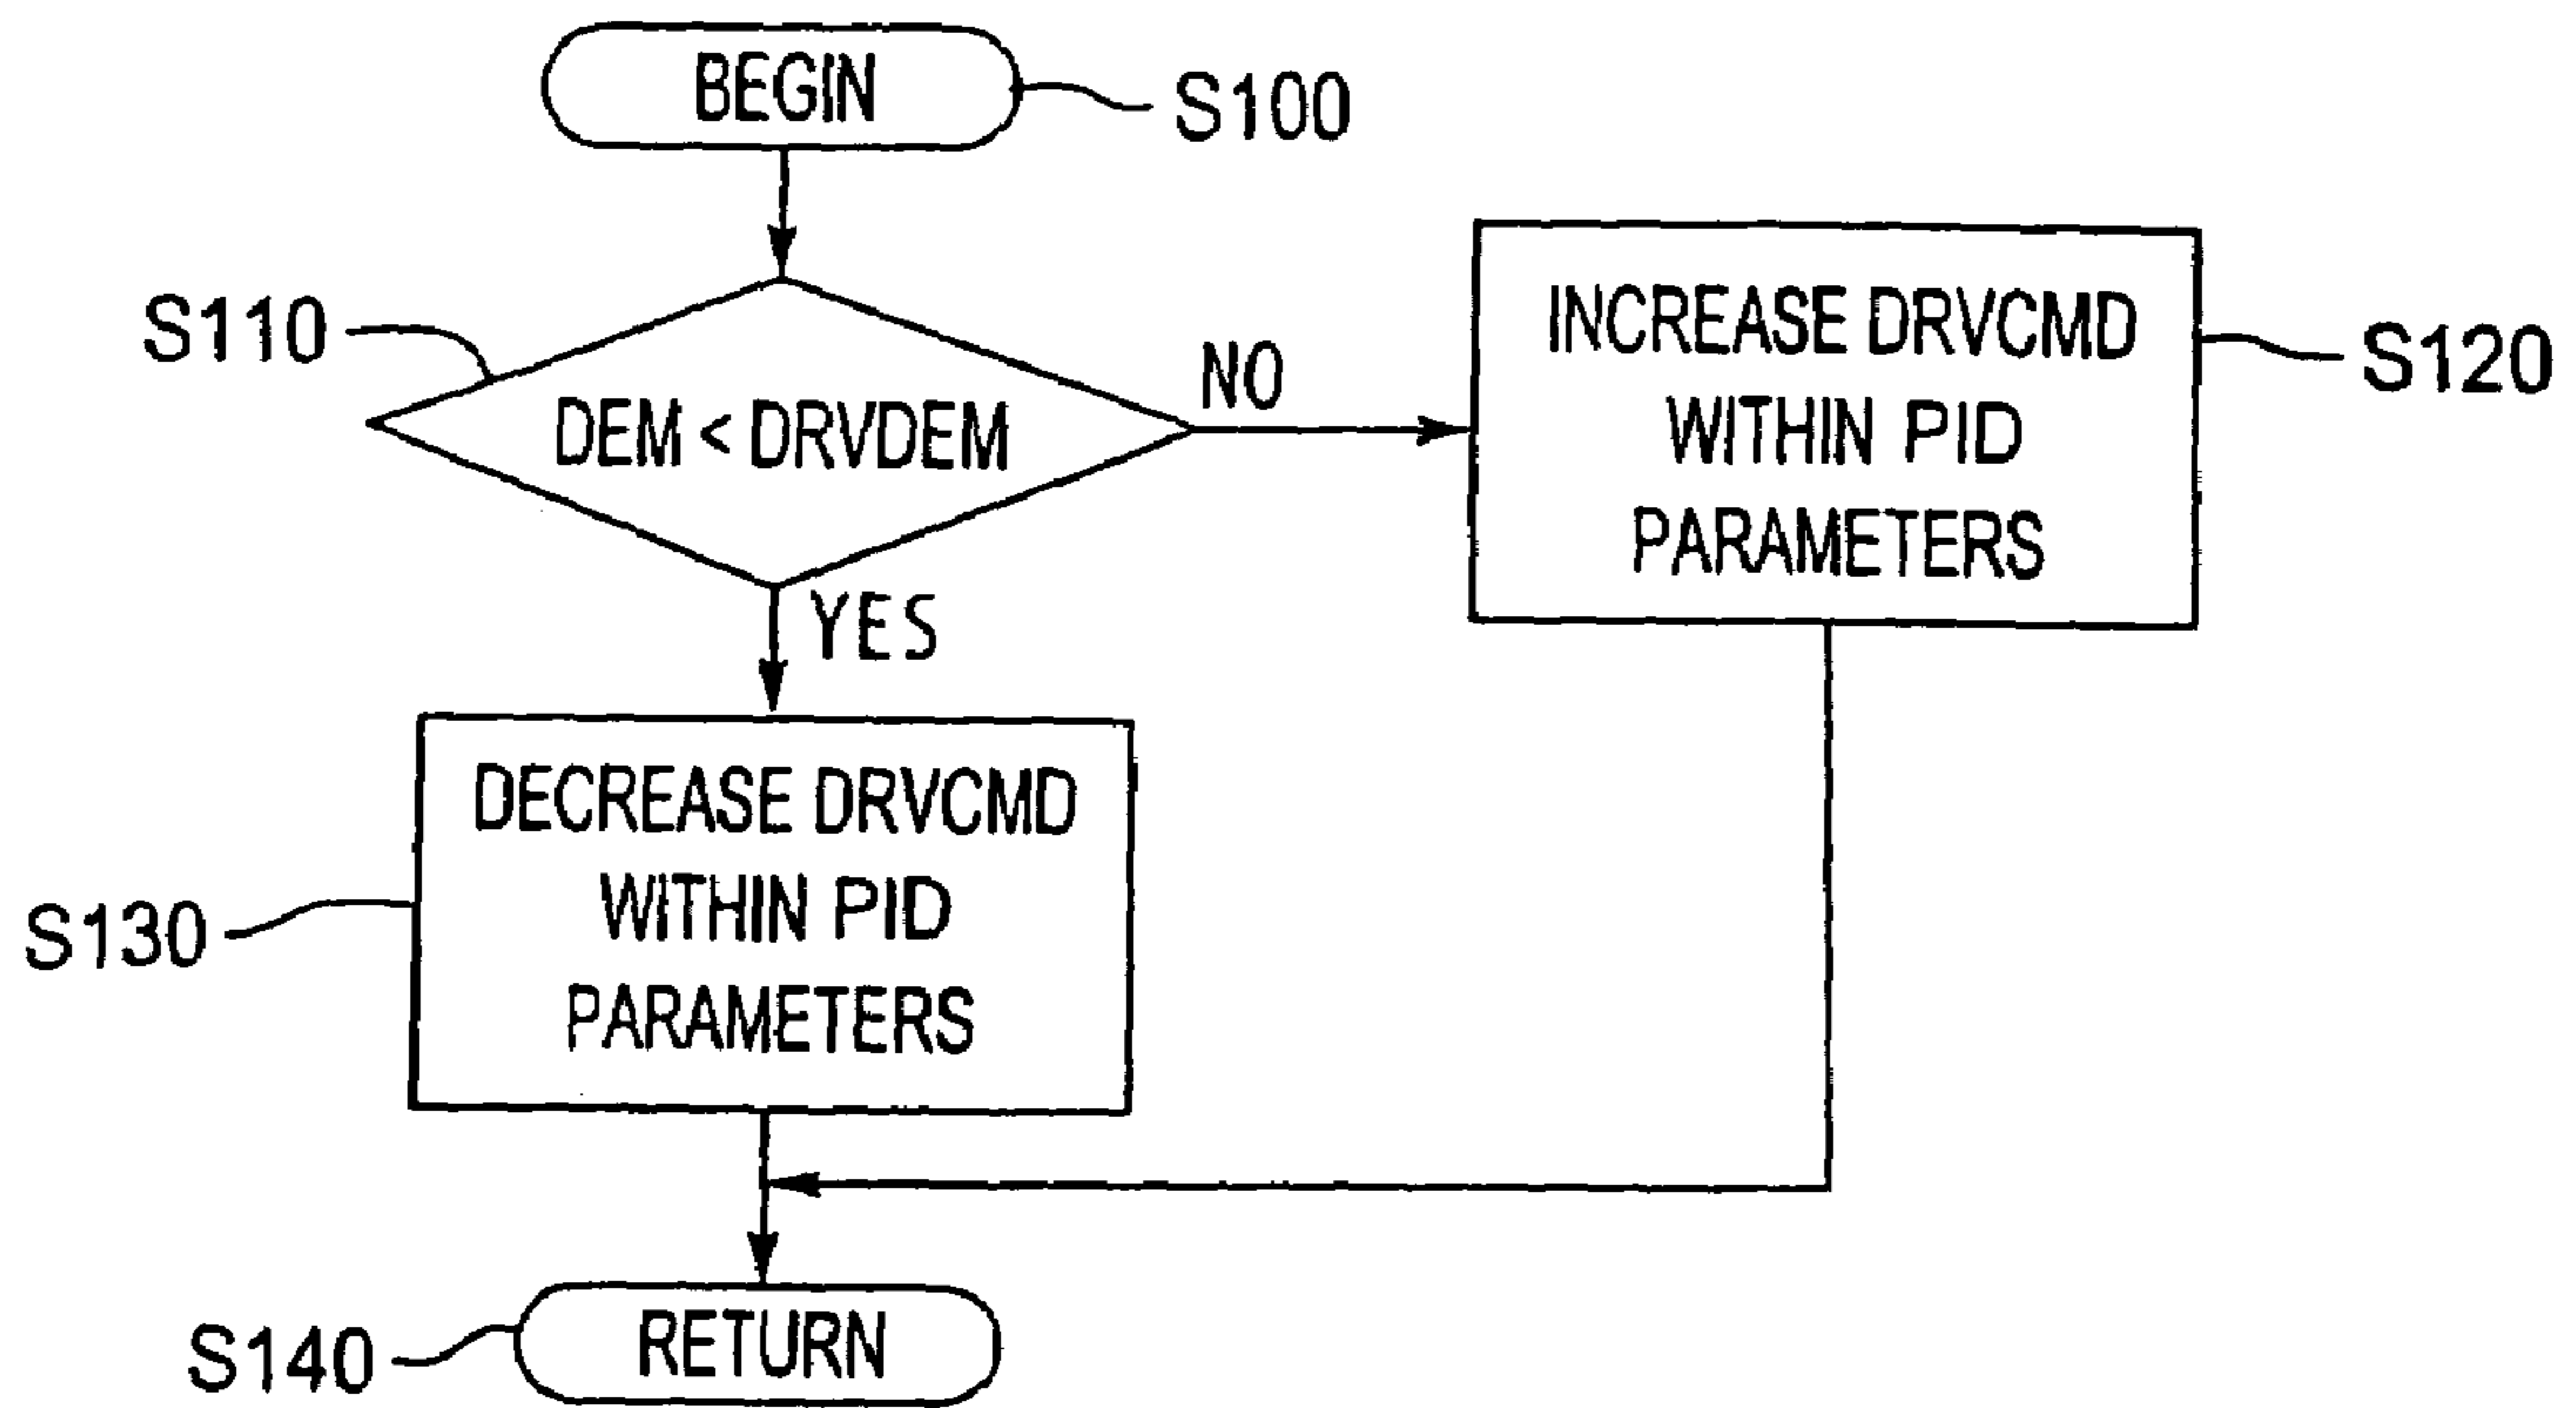 BEGIN
S100
S110
DEM < DRVDEM
NO
INCREASE DRVCMD
WITHIN PID
PARAMETERS
S120
YES
DECREASE DRVCMD
WITHIN PID
PARAMETERS
S130
RETURN
S140